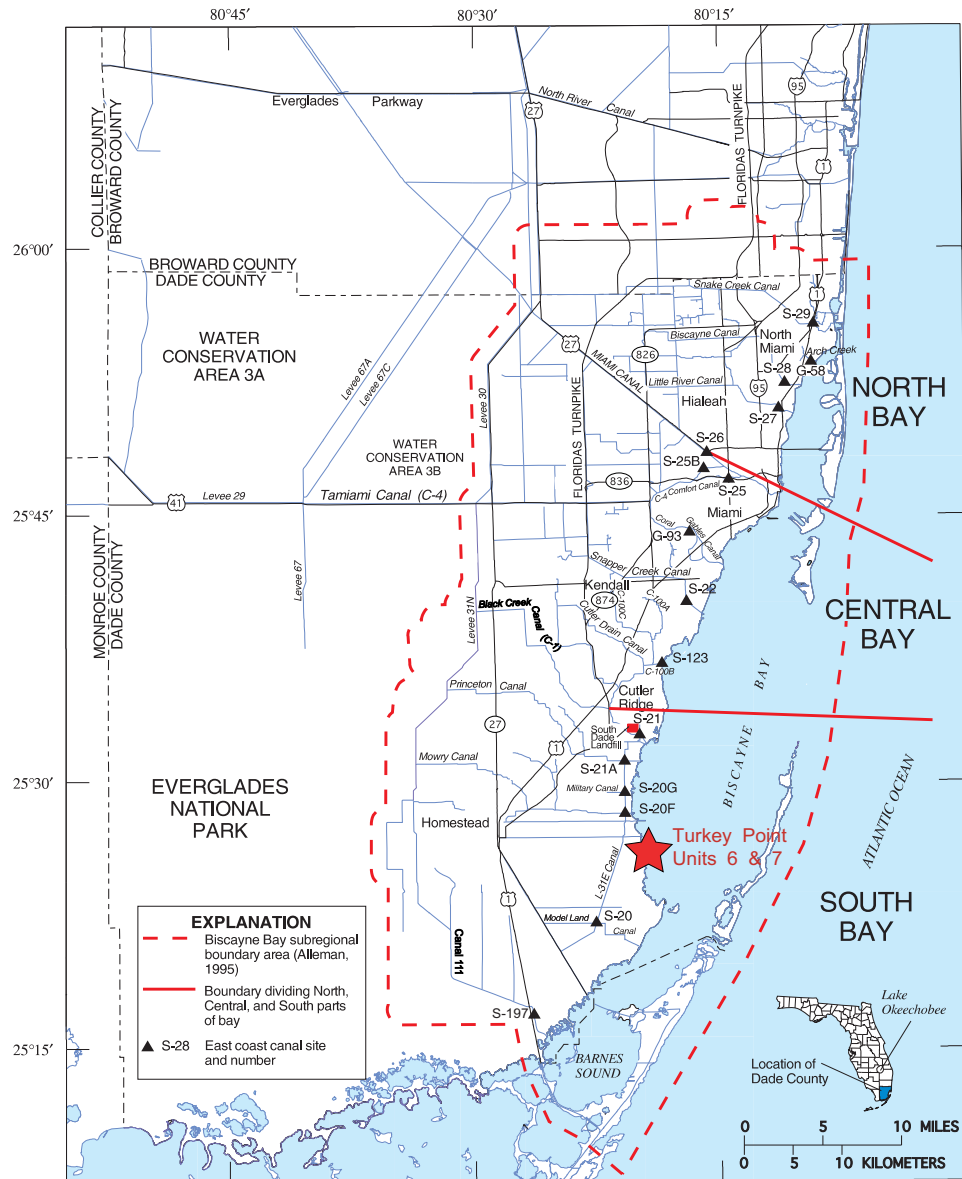 80°45'
80°30'
80°15'
95
Everglades Parkway
North River Canal
27
FLORIDAS TURNPIKE
1
COLLIER COUNTY
BROWARD COUNTY
26°00'
BROWARD COUNTY
DADE COUNTY
Snake Creek Canal
1
S-29
WATER
CONSERVATION
AREA 3A
Levee 67A
Levee 67C
Levee 30
27
MIAMI CANAL
FLORIDAS TURNPIKE
Biscayne Canal
826
North
Miami
Arch Creek
G-58
S-28
Little River Canal
95
Hialeah
S-27
NORTH
BAY
S-26
WATER
CONSERVATION
AREA 3B
S-25B
836
S-25
C-4
Comfort Canal
41
Levee 29
Tamiami Canal (C-4)
Miami
25°45'
Coral
Gables Canal
G-93
Snapper Creek Canal
Levee 67
MONROE COUNTY
DADE COUNTY
Levee 31N
Kendall
874
C-100C
C-100A
S-22
Black Creek
Canal (C-1)
Cutler Drain Canal
CENTRAL
BAY
S-123
C-100B
BISCAYNE BAY
Princeton Canal
Cutler
Ridge
27
1
South
Dade
Landfill
S-21
Mowry Canal
S-21A
25°30'
Military Canal
S-20G
S-20F
EVERGLADES
NATIONAL
PARK
Homestead
Turkey Point
Units 6 & 7
ATLANTIC OCEAN
L-31E Canal
1
SOUTH
BAY
Model Land
Canal
S-20
Canal 111
EXPLANATION
Biscayne Bay subregional
boundary area (Alleman,
1995)
Boundary dividing North,
Central, and South parts
of bay
S-28 East coast canal site
and number
S-197
25°15'
BARNES
SOUND
Lake
Okeechobee
Location of
Dade County
0 5 10 MILES
0 5 10 KILOMETERS